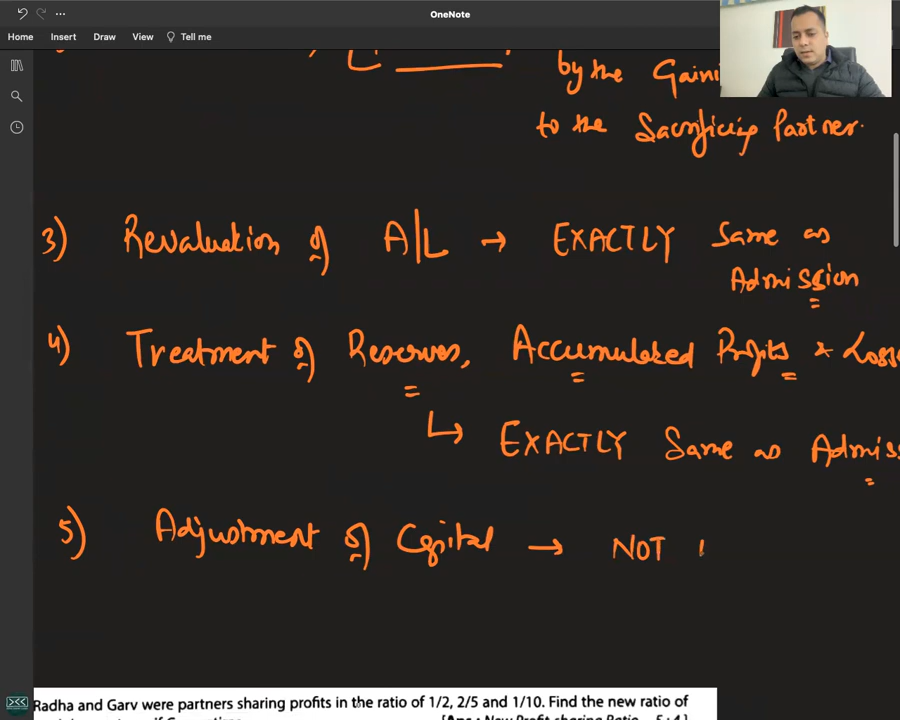 OneNote
Home Insert Draw View Tell me
by the
to the Sacrificing Partner.
3) Revaluation of A/L → EXACTLY Same as
Admission
4) Treatment of Reserves, Accumulated Profits &
↳ EXACTLY Same as
5) Adjustment of Capital → NOT
Radha and Garv were partners sharing profits in the ratio of 1/2, 2/5 and 1/10. Find the new ratio of